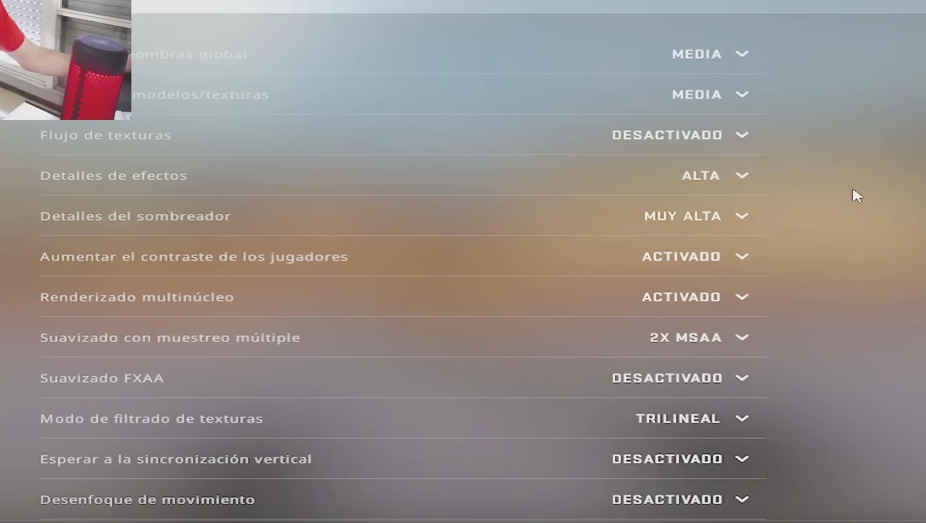 ombras global MEDIA
modelos/texturas MEDIA
Flujo de texturas DESACTIVADO
Detalles de efectos ALTA
Detalles del sombreador MUY ALTA
Aumentar el contraste de los jugadores ACTIVADO
Renderizado multinúcleo ACTIVADO
Suavizado con muestreo múltiple 2X MSAA
Suavizado FXAA DESACTIVADO
Modo de filtrado de texturas TRILINEAL
Esperar a la sincronización vertical DESACTIVADO
Desenfoque de movimiento DESACTIVADO